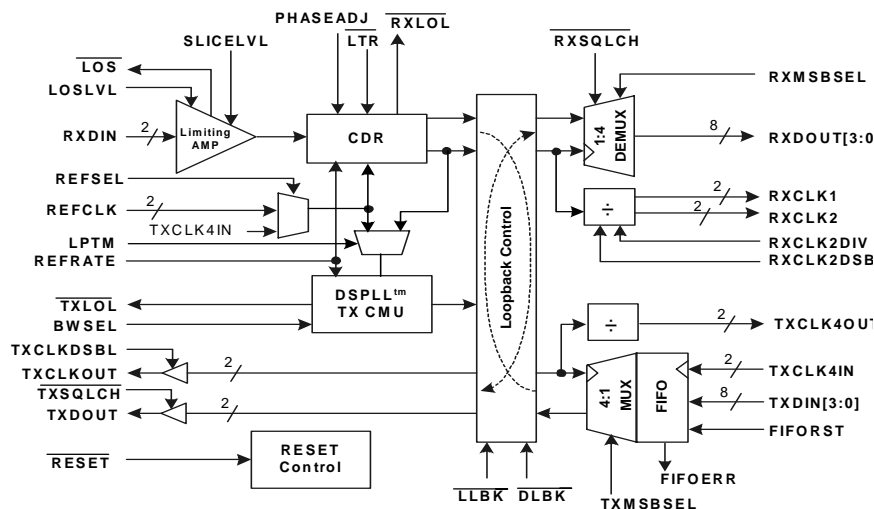 PHASEADJ
RXLOL
SLICELVL
LTR
RXSQLCH
LOS
LOSLVL
RXMSBSEL
RXDIN
2
Limiting
AMP
CDR
1:4
DEMUX
8
RXDOUT[3:0
REFSEL
REFCLK
2
TXCLK4IN
÷
2
RXCLK1
2
RXCLK2
LPTM
REFRATE
RXCLK2DIV
RXCLK2DSB
Loopback Control
TXLOL
BWSEL
DSPLLtm
TX CMU
÷
2
TXCLK4OUT
TXCLKDSBL
TXCLKOUT
2
TXSQLCH
TXDOUT
2
4:1
MUX
FIFO
2
TXCLK4IN
8
TXDIN[3:0]
FIFORST
RESET
RESET
Control
LLBK
DLBK
FIFOERR
TXMSBSEL